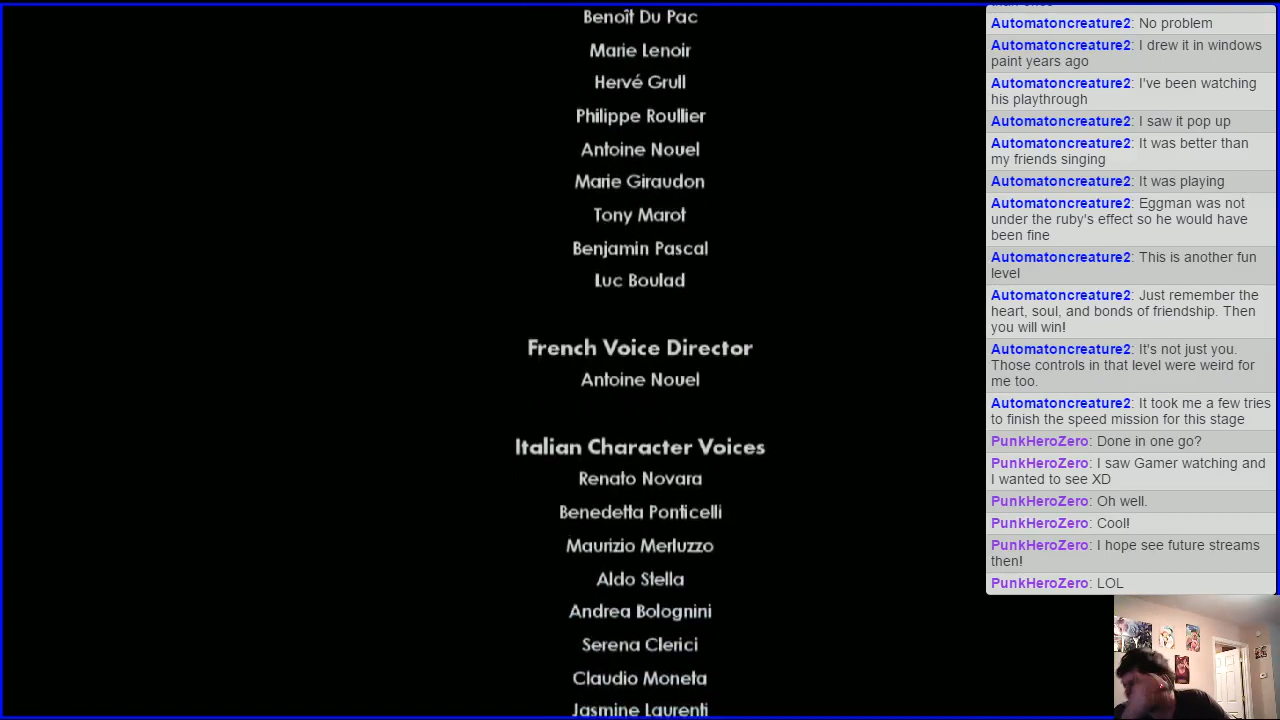 Benoît Du Pac
Marie Lenoir
Hervé Grull
Philippe Roullier
Antoine Nouel
Marie Giraudon
Tony Marot
Benjamin Pascal
Luc Boulad
French Voice Director
Antoine Nouel
Italian Character Voices
Renato Novara
Benedetta Ponticelli
Maurizio Merluzzo
Aldo Stella
Andrea Bolognini
Serena Clerici
Claudio Moneta
Jasmine Laurenti
Automatoncreature2: No problem
Automatoncreature2: I drew it in windows
paint years ago
Automatoncreature2: I've been watching
his playthrough
Automatoncreature2: I saw it pop up
Automatoncreature2: It was better than
my friends singing
Automatoncreature2: It was playing
Automatoncreature2: Eggman was not
under the ruby's effect so he would have
been fine
Automatoncreature2: This is another fun
level
Automatoncreature2: Just remember the
heart, soul, and bonds of friendship. Then
you will win!
Automatoncreature2: It's not just you.
Those controls in that level were weird for
me too.
Automatoncreature2: It took me a few tries
to finish the speed mission for this stage
PunkHeroZero: Done in one go?
PunkHeroZero: I saw Gamer watching and
I wanted to see XD
PunkHeroZero: Oh well.
PunkHeroZero: Cool!
PunkHeroZero: I hope see future streams
then!
PunkHeroZero: LOL